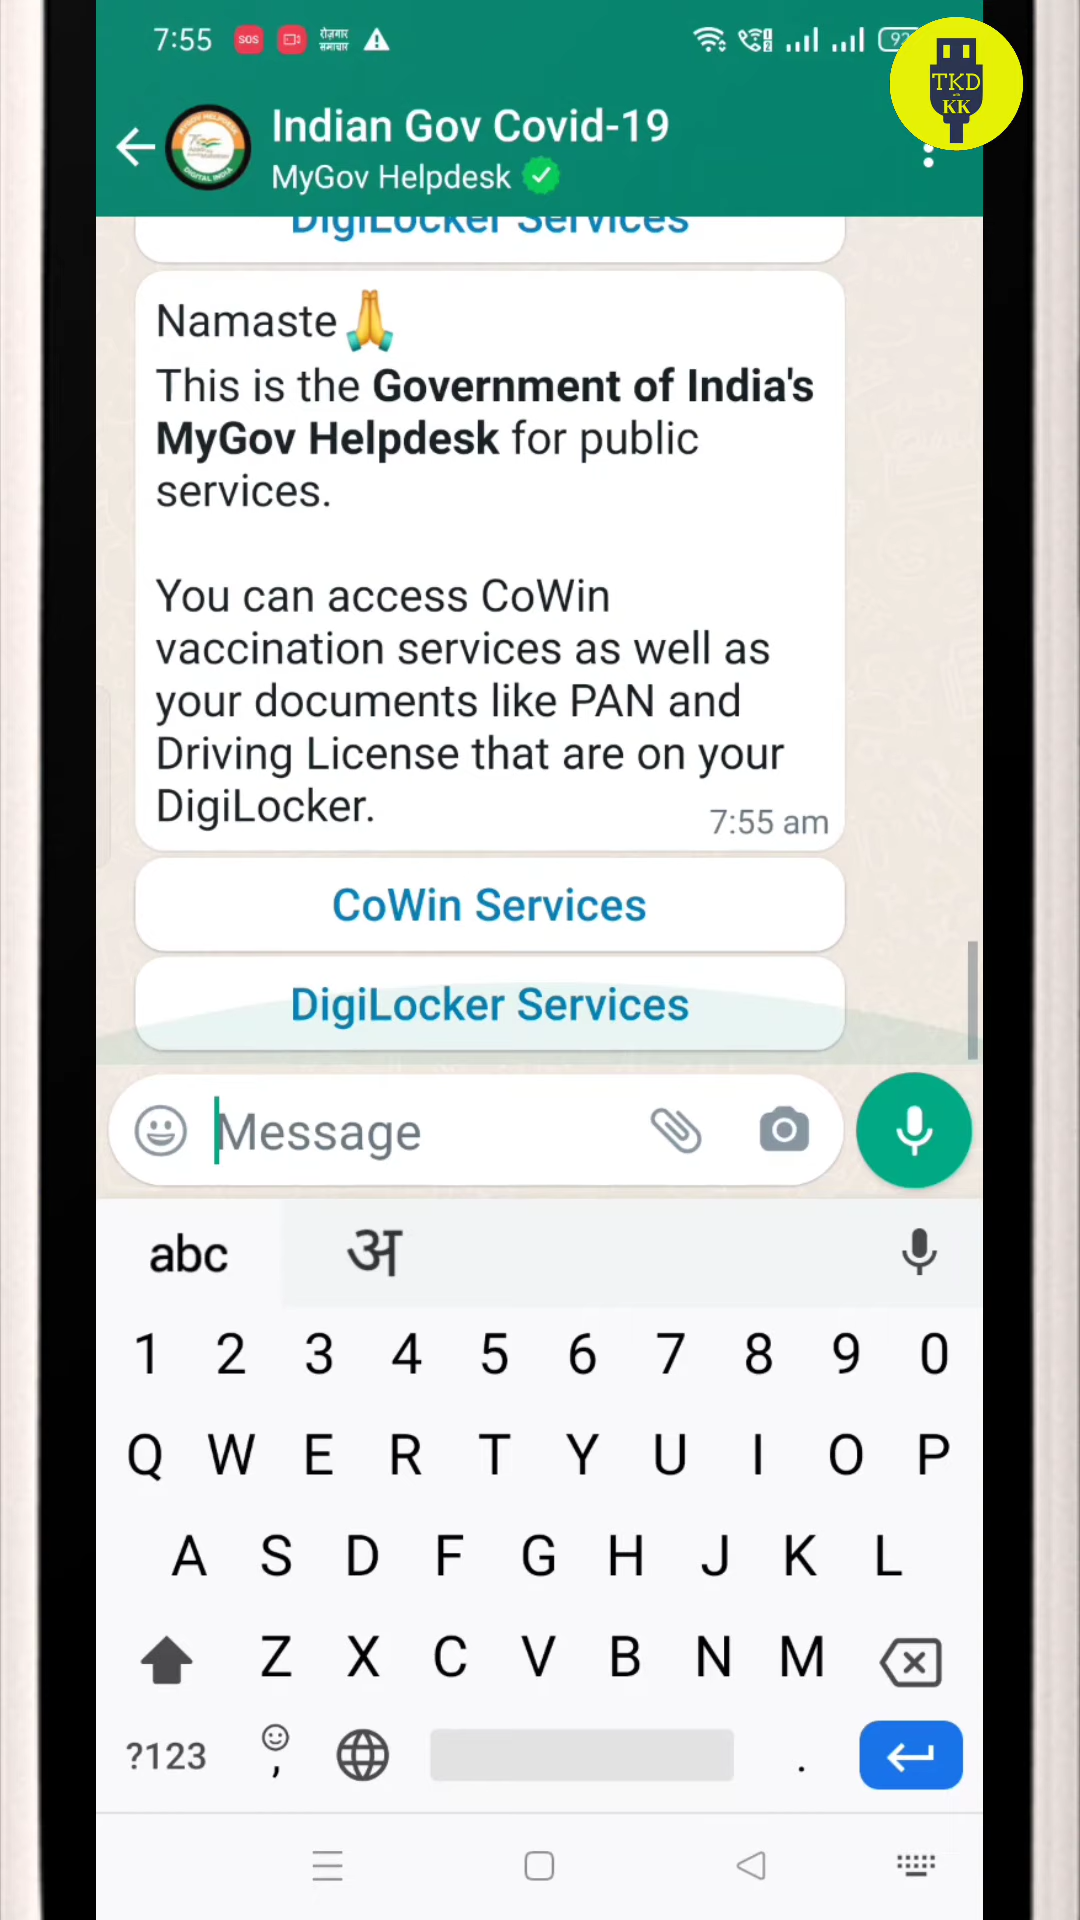 7:55 SOS रोज़गार समाचार 92
TKD
KK
Indian Gov Covid-19
MyGov Helpdesk
DigiLocker Services
Namaste🙏
This is the Government of India's
MyGov Helpdesk for public
services.
You can access CoWin
vaccination services as well as
your documents like PAN and
Driving License that are on your
DigiLocker.
7:55 am
CoWin Services
DigiLocker Services
Message
abc अ
1 2 3 4 5 6 7 8 9 0
Q W E R T Y U I O P
A S D F G H J K L
Z X C V B N M
?123 , .